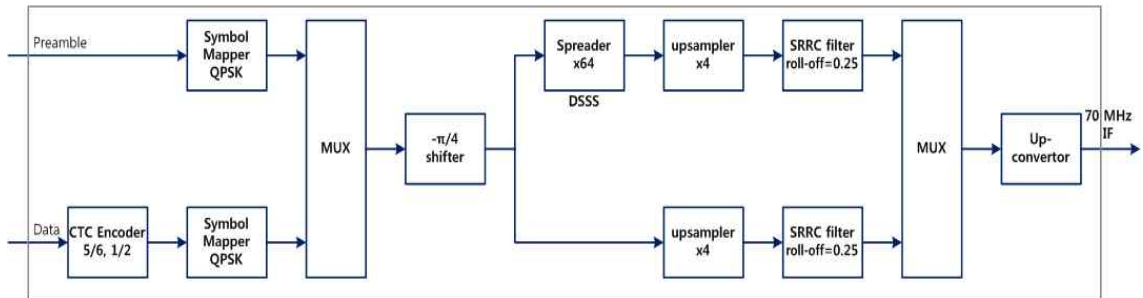 Preamble
Symbol
Mapper
QPSK
Data
CTC Encoder
5/6, 1/2
Symbol
Mapper
QPSK
MUX
-π/4
shifter
Spreader
x64
DSSS
upsampler
x4
SRRC filter
roll-off=0.25
upsampler
x4
SRRC filter
roll-off=0.25
MUX
Up-
convertor
70 MHz
IF